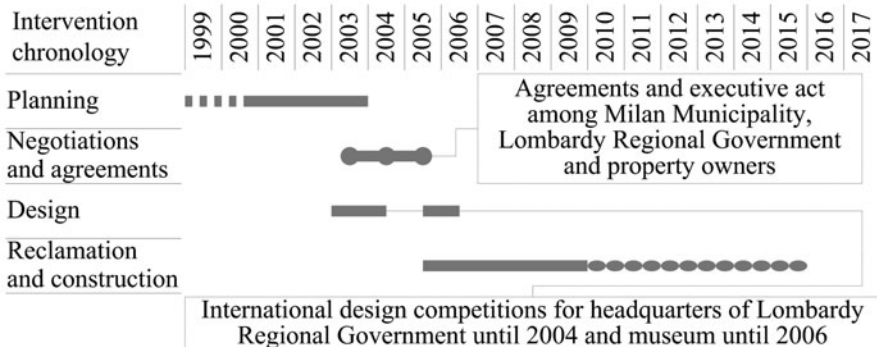 Intervention
chronology
1999 2000 2001 2002 2003 2004 2005 2006 2007 2008 2009 2010 2011 2012 2013 2014 2015 2016 2017
Planning
Agreements and executive act
among Milan Municipality,
Lombardy Regional Government
and property owners
Negotiations
and agreements
Design
Reclamation
and construction
International design competitions for headquarters of Lombardy
Regional Government until 2004 and museum until 2006